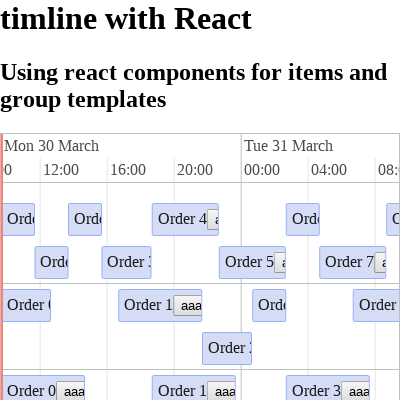 timline with React
Using react components for items and
group templates
Mon 30 March Tue 31 March
12:00 16:00 20:00 00:00 04:00
Order 4
Order 5 Order 7
Order 1 aaa Order
Order
Order 0 aaa Order 1 aaa Order 3 aaa